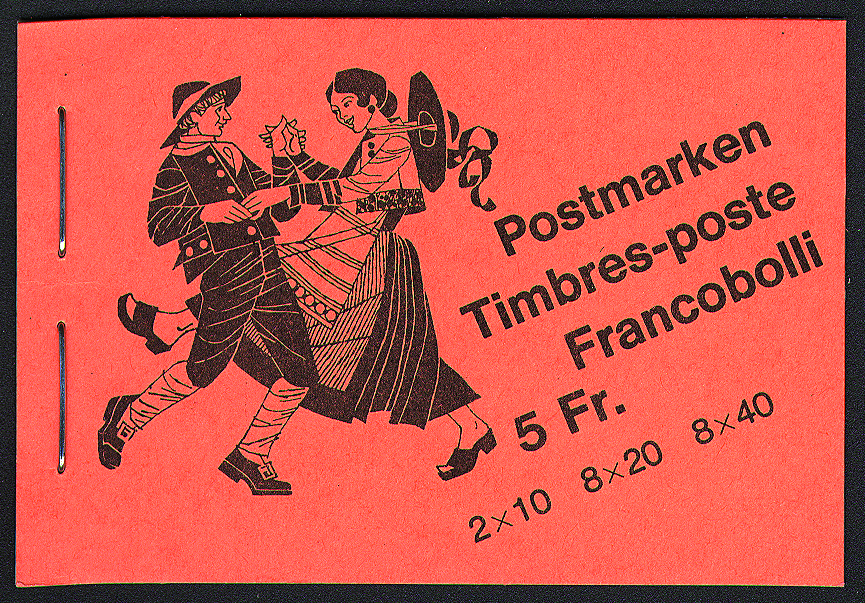 Postmarken
Timbres-poste
Francobolli
5 Fr.
2×10 8×20 8×40